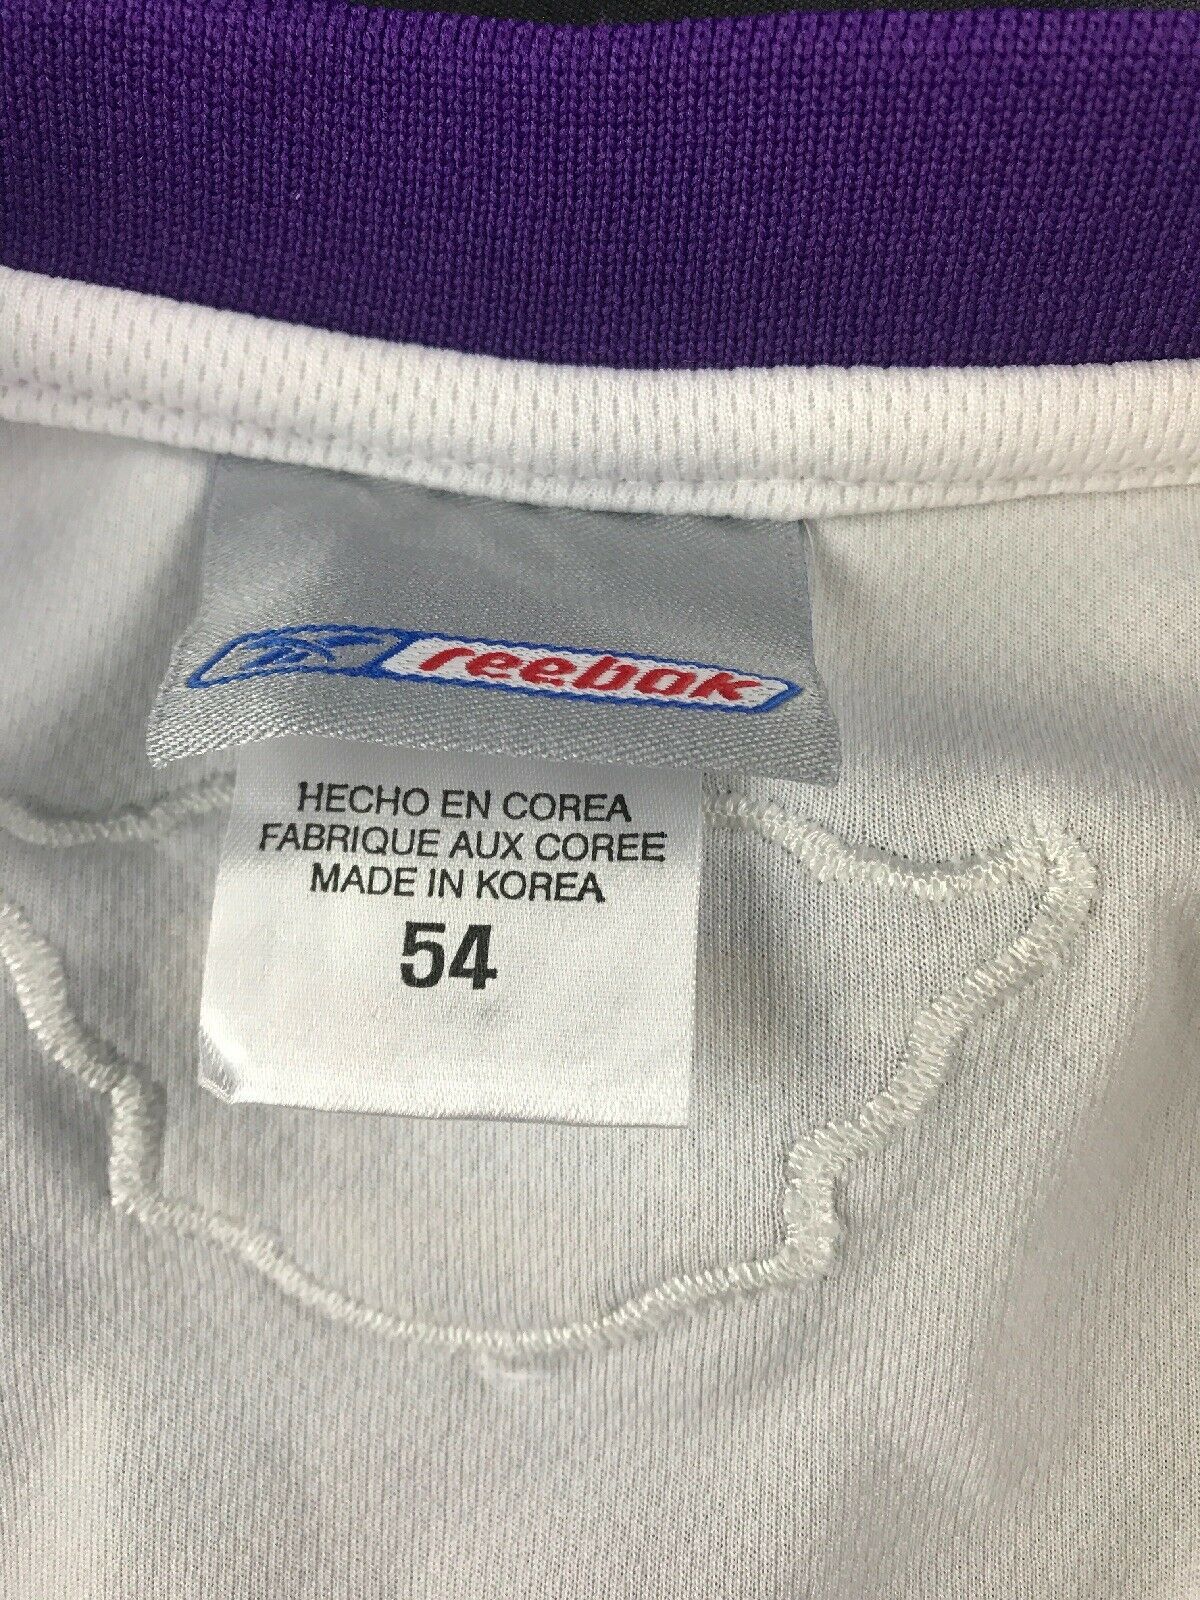 reebok
HECHO EN COREA
FABRIQUE AUX COREE
MADE IN KOREA
54